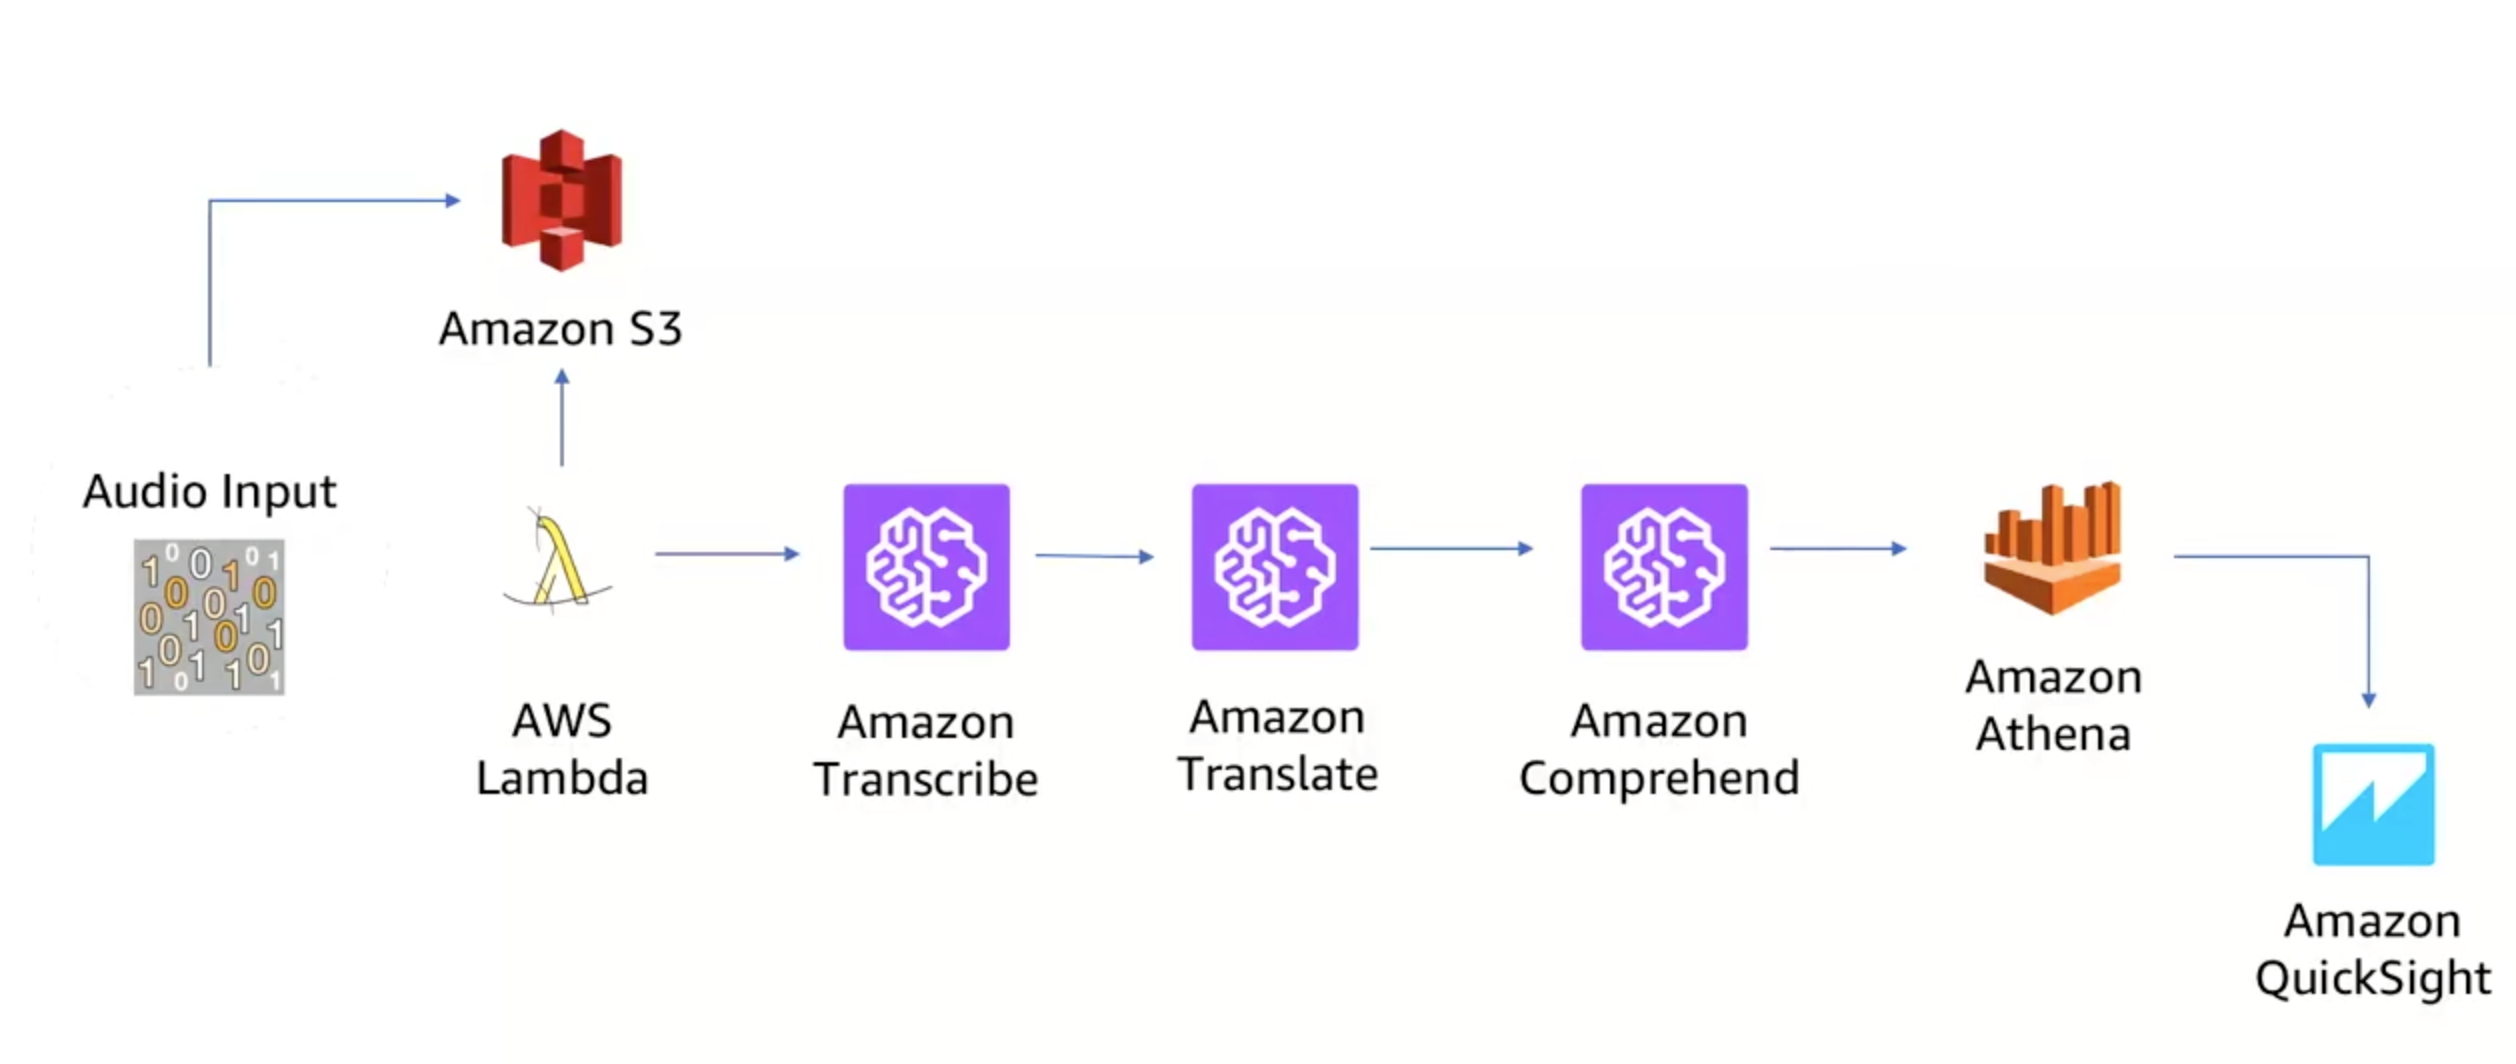 Amazon S3
Audio Input
AWS
Lambda
Amazon
Transcribe
Amazon
Translate
Amazon
Comprehend
Amazon
Athena
Amazon
QuickSight